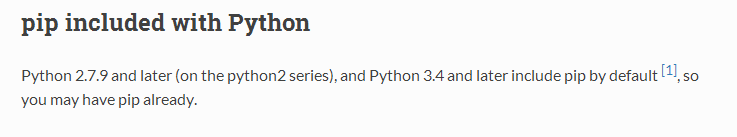 pip included with Python
Python 2.7.9 and later (on the python2 series), and Python 3.4 and later include pip by default [1], so
you may have pip already.